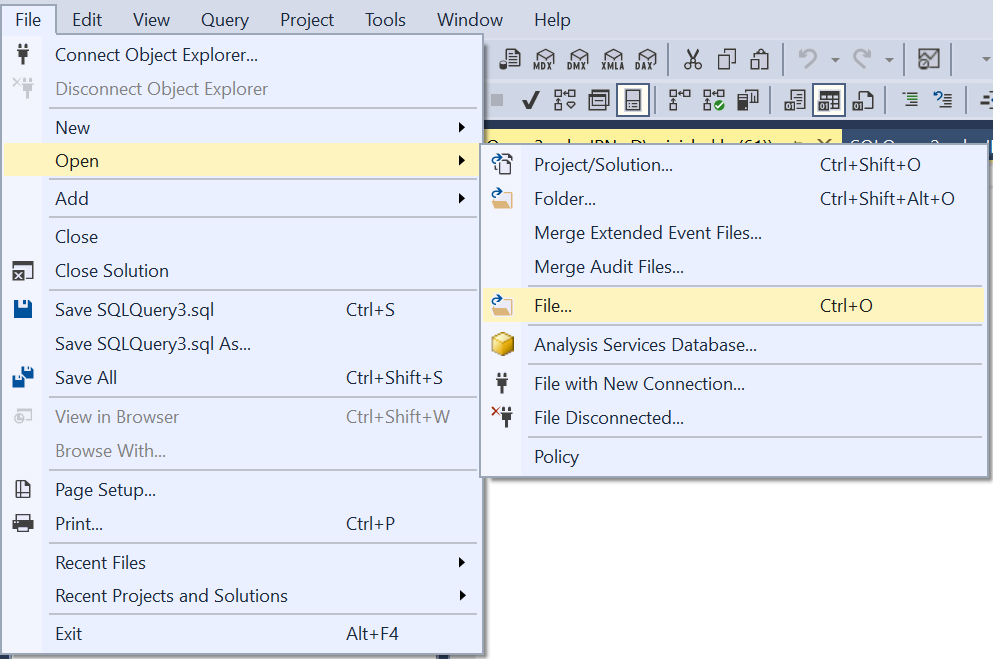 File Edit View Query Project Tools Window Help
MDX DMX XMLA DAX
Connect Object Explorer...
Disconnect Object Explorer
New
Open
Add
Close
Close Solution
Save SQLQuery3.sql Ctrl+S
Save SQLQuery3.sql As...
Save All Ctrl+Shift+S
View in Browser Ctrl+Shift+W
Browse With...
Page Setup...
Print... Ctrl+P
Recent Files
Recent Projects and Solutions
Exit Alt+F4
Project/Solution... Ctrl+Shift+O
Folder... Ctrl+Shift+Alt+O
Merge Extended Event Files...
Merge Audit Files...
File... Ctrl+O
Analysis Services Database...
File with New Connection...
File Disconnected...
Policy